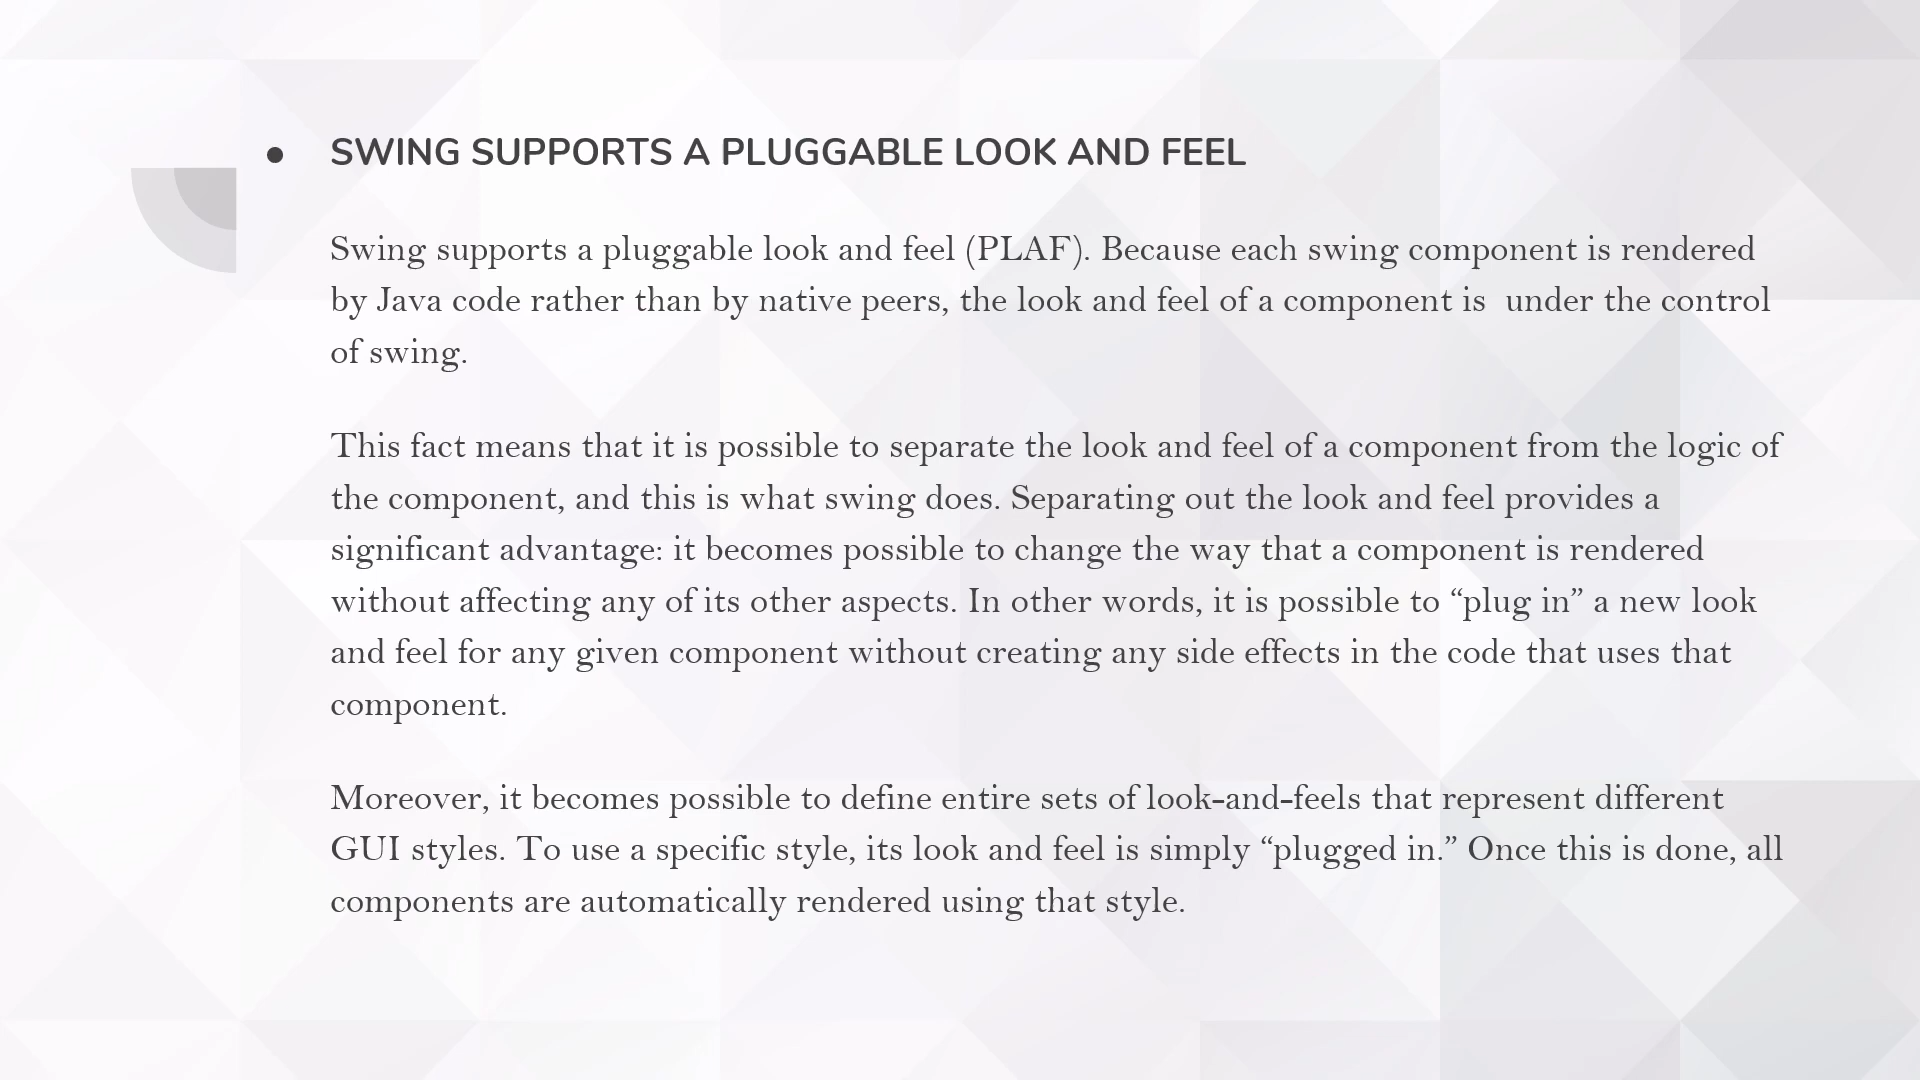 • SWING SUPPORTS A PLUGGABLE LOOK AND FEEL
Swing supports a pluggable look and feel (PLAF). Because each swing component is rendered
by Java code rather than by native peers, the look and feel of a component is  under the control
of swing.
This fact means that it is possible to separate the look and feel of a component from the logic of
the component, and this is what swing does. Separating out the look and feel provides a
significant advantage: it becomes possible to change the way that a component is rendered
without affecting any of its other aspects. In other words, it is possible to “plug in” a new look
and feel for any given component without creating any side effects in the code that uses that
component.
Moreover, it becomes possible to define entire sets of look-and-feels that represent different
GUI styles. To use a specific style, its look and feel is simply “plugged in.” Once this is done, all
components are automatically rendered using that style.